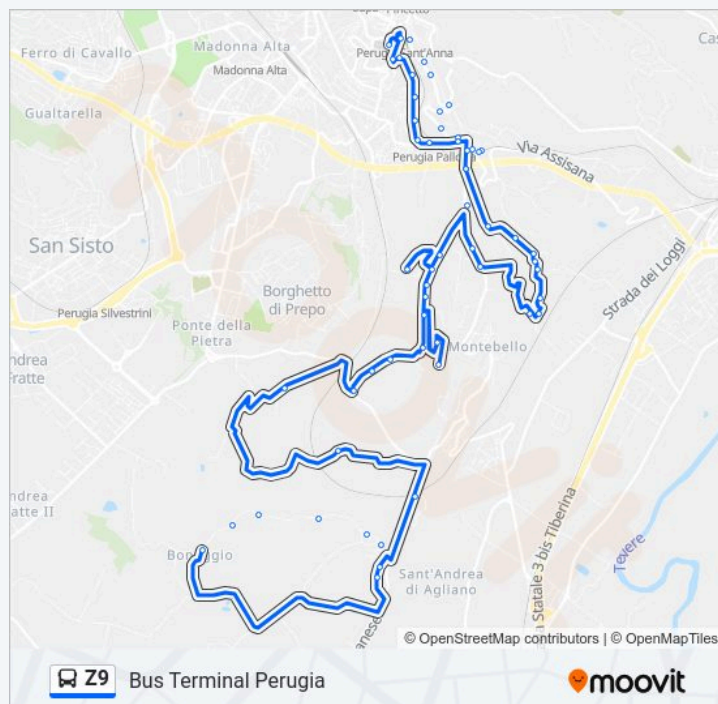 Pincetto
Ferro di Cavallo
Madonna Alta
Perugia Sant'Anna
Madonna Alta
Gualtarella
Perugia Pallotta
Via Assisana
San Sisto
Strada dei Loggi
Borghetto
di Prepo
Perugia Silvestrini
Ponte della
Pietra
Montebello
andrea
Fratte
andrea
atte II
a Statale 3 bis Tiberina
Tevere
Sant'Andrea
di Agliano
anese
© OpenStreetMap contributors | © OpenMapTiles
Z9 Bus Terminal Perugia
moovit